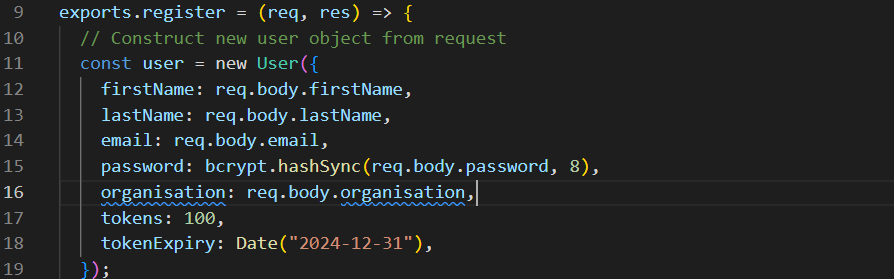 9 exports.register = (req, res) => {
10 // Construct new user object from request
11 const user = new User({
12 firstName: req.body.firstName,
13 lastName: req.body.lastName,
14 email: req.body.email,
15 password: bcrypt.hashSync(req.body.password, 8),
16 organisation: req.body.organisation,
17 tokens: 100,
18 tokenExpiry: Date("2024-12-31"),
19 });